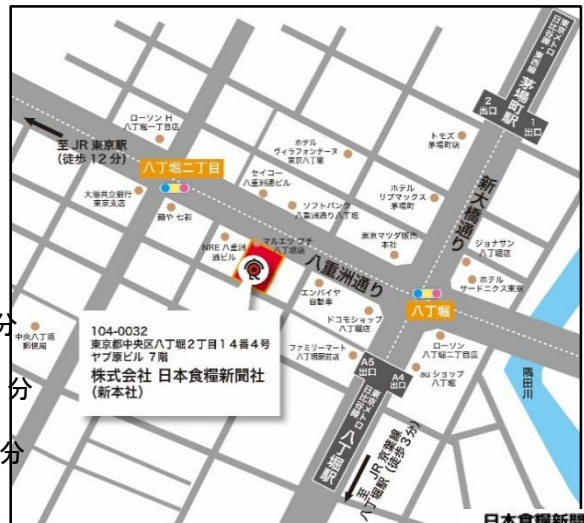 東京メトロ
日比谷線・東西線
茅場町駅
2
出口
1
出口
ローソン H
八丁堀一丁目店
至 JR 東京駅
(徒歩 12 分)
八丁堀二丁目
ホテル
ヴィラフォンテーヌ
東京八丁堀
トモズ
茅場町店
新大橋通り
大垣共立銀行
東京支店
麺や 七彩
セイコー
八重洲通ビル
ソフトバンク
八重洲通り八丁堀
ホテル
リブマックス
茅場町
東京マツダ販売
本社
ジョナサン
八丁堀店
NRE 八重洲
通ビル
マルエツ プチ
八丁堀店
八重洲通り
ホテル
サードニクス東京
エンパイヤ
自動車
八丁堀
ドコモショップ
八丁堀店
中央八丁堀
郵便局
ファミリーマート
八丁堀駅前店
ローソン
八丁堀二丁目店
au ショップ
八丁堀
隅田川
A5
出口
A4
出口
東京メトロ
日比谷線
八丁堀駅
至 JR 京葉線
八丁堀駅(徒歩 3 分)
104-0032
東京都中央区八丁堀2丁目14番4号
ヤブ原ビル 7階
株式会社 日本食糧新聞社
(新本社)
分
分
分
日本食糧新聞